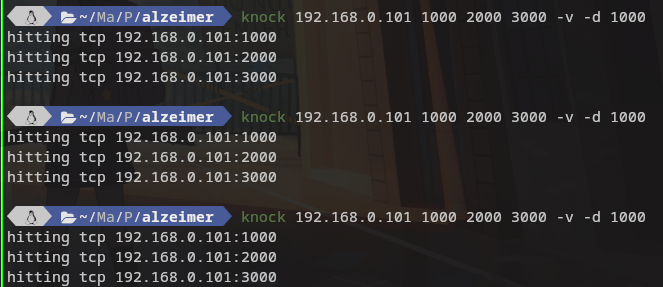 ~/Ma/P/alzeimer knock 192.168.0.101 1000 2000 3000 -v -d 1000
hitting tcp 192.168.0.101:1000
hitting tcp 192.168.0.101:2000
hitting tcp 192.168.0.101:3000
~/Ma/P/alzeimer knock 192.168.0.101 1000 2000 3000 -v -d 1000
hitting tcp 192.168.0.101:1000
hitting tcp 192.168.0.101:2000
hitting tcp 192.168.0.101:3000
~/Ma/P/alzeimer knock 192.168.0.101 1000 2000 3000 -v -d 1000
hitting tcp 192.168.0.101:1000
hitting tcp 192.168.0.101:2000
hitting tcp 192.168.0.101:3000